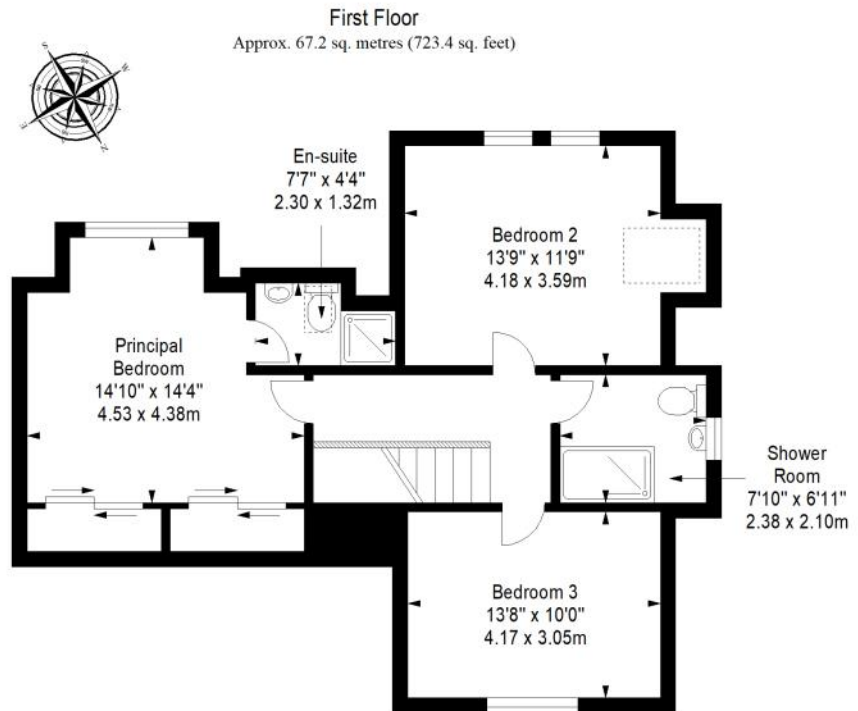 First Floor
Approx. 67.2 sq. metres (723.4 sq. feet)
S
W
E
N
En-suite
7'7" x 4'4"
2.30 x 1.32m
Bedroom 2
13'9" x 11'9"
4.18 x 3.59m
Principal
Bedroom
14'10" x 14'4"
4.53 x 4.38m
Shower
Room
7'10" x 6'11"
2.38 x 2.10m
Bedroom 3
13'8" x 10'0"
4.17 x 3.05m